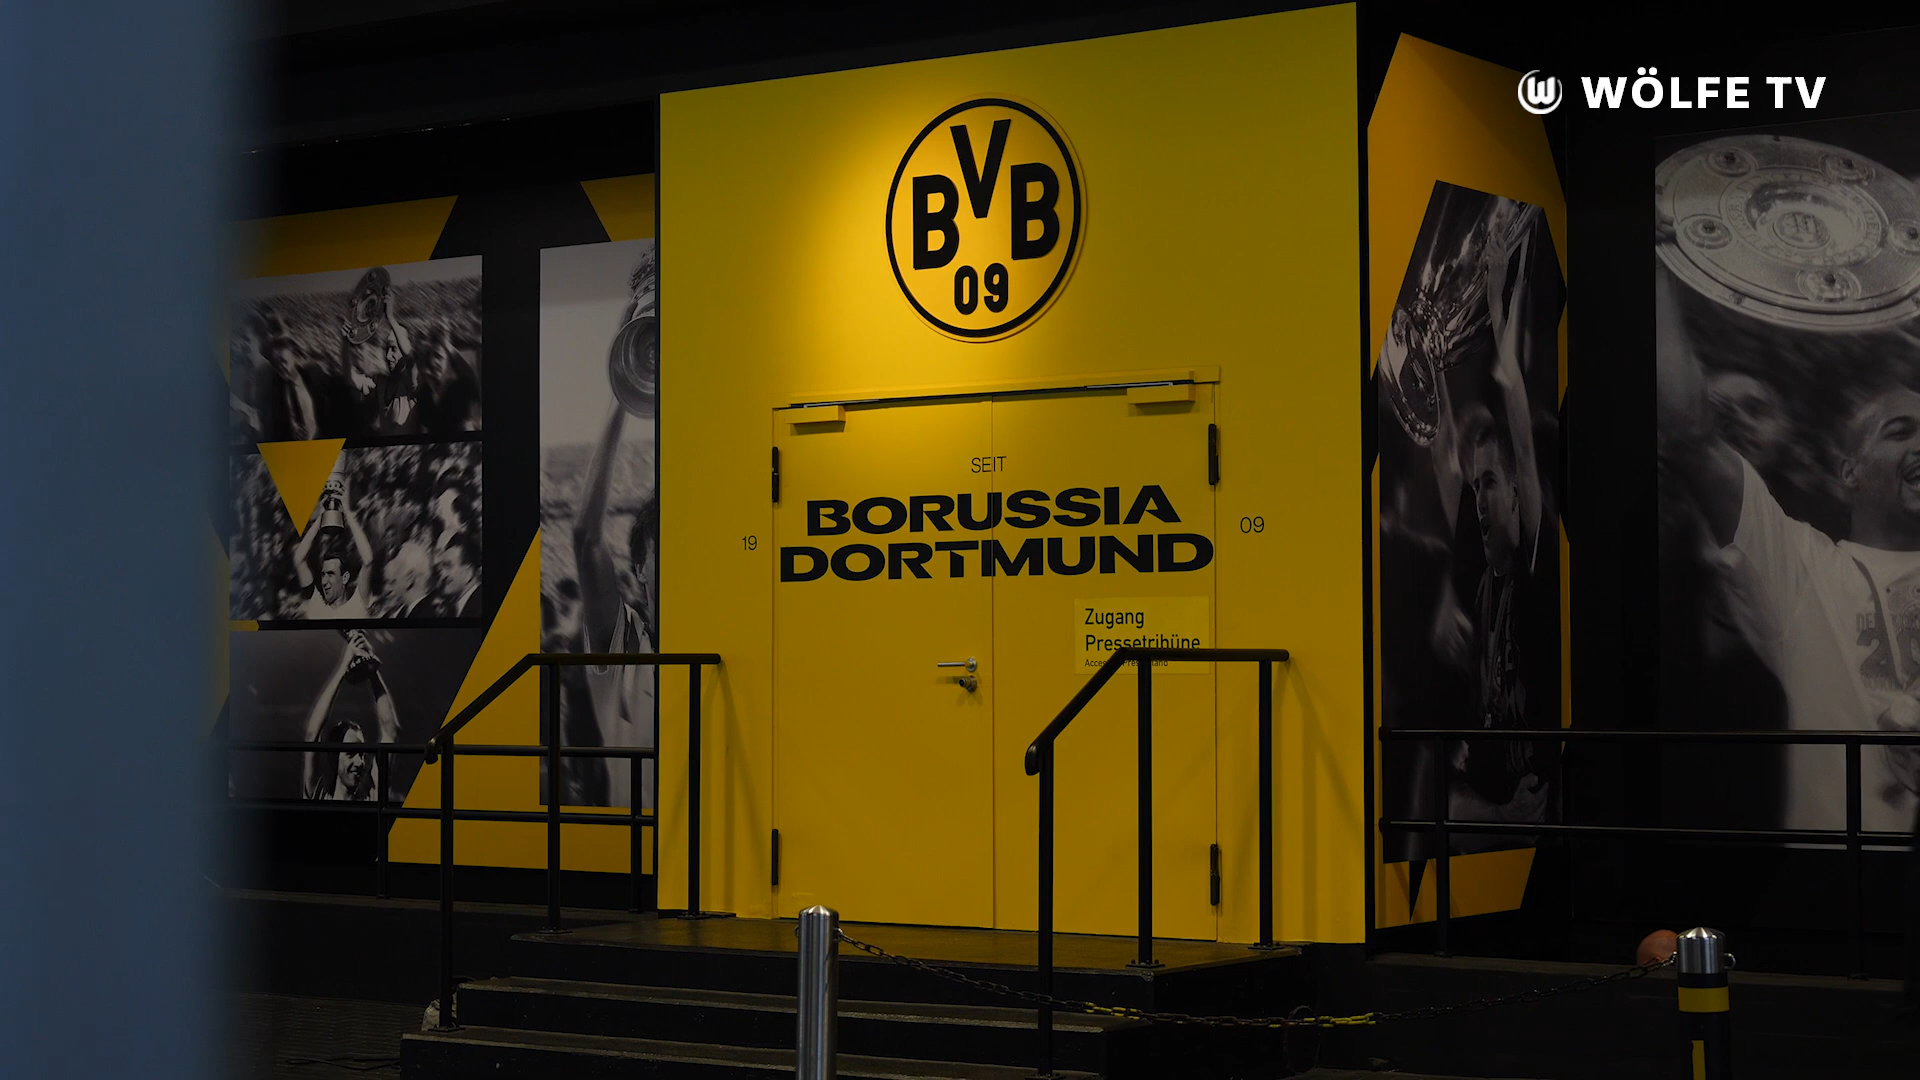 WÖLFE TV
BVB
09
SEIT
BORUSSIA
19 DORTMUND 09
Zugang
Pressetribüne